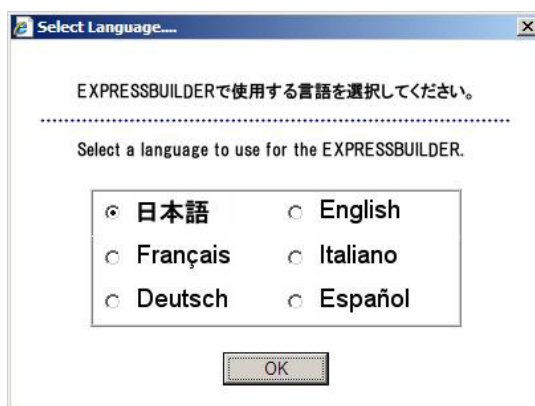 Select Language....
EXPRESSBUILDERで使用する言語を選択してください。
Select a language to use for the EXPRESSBUILDER.
日本語 English
Français Italiano
Deutsch Español
OK